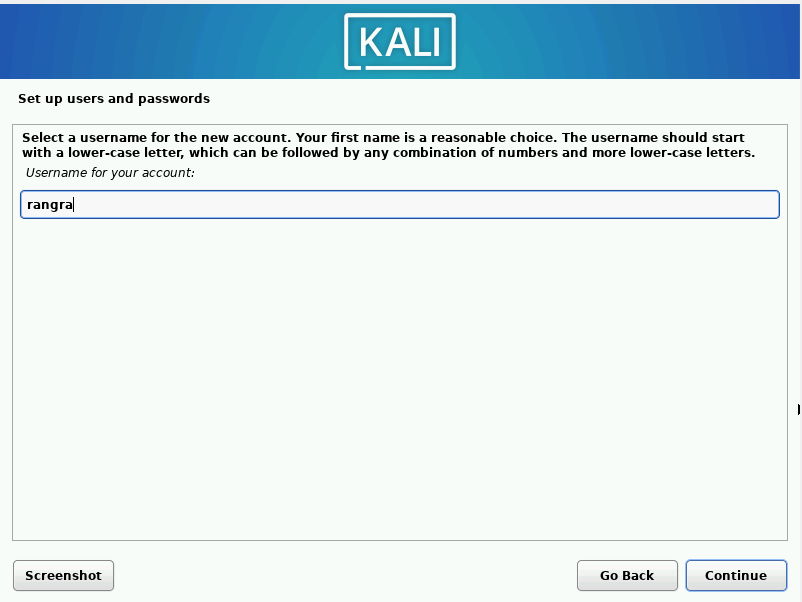 KALI
Set up users and passwords
Select a username for the new account. Your first name is a reasonable choice. The username should start
with a lower-case letter, which can be followed by any combination of numbers and more lower-case letters.
Username for your account:
rangra
Screenshot
Go Back
Continue